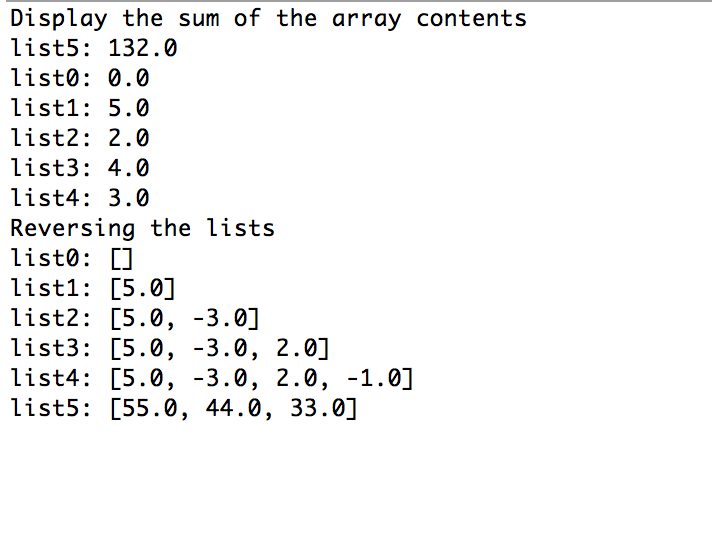 Display the sum of the array contents
list5: 132.0
list0: 0.0
list1: 5.0
list2: 2.0
list3: 4.0
list4: 3.0
Reversing the lists
list0: []
list1: [5.0]
list2: [5.0, -3.0]
list3: [5.0, -3.0, 2.0]
list4: [5.0, -3.0, 2.0, -1.0]
list5: [55.0, 44.0, 33.0]